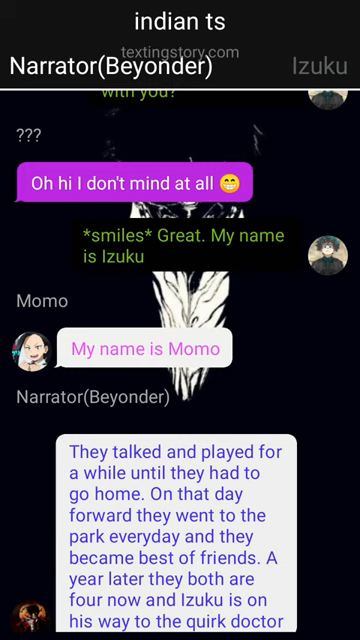 indian ts
textingstory.com
Narrator(Beyonder)
Izuku
with you?
???
Oh hi I don't mind at all 😁
*smiles* Great. My name
is Izuku
Momo
My name is Momo
Narrator(Beyonder)
They talked and played for
a while until they had to
go home. On that day
forward they went to the
park everyday and they
became best of friends. A
year later they both are
four now and Izuku is on
his way to the quirk doctor